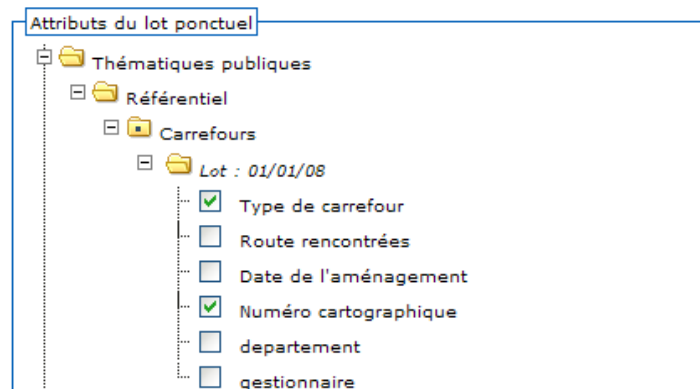 Attributs du lot ponctuel
Thématiques publiques
Référentiel
Carrefours
Lot : 01/01/08
Type de carrefour
Route rencontrées
Date de l'aménagement
Numéro cartographique
departement
gestionnaire